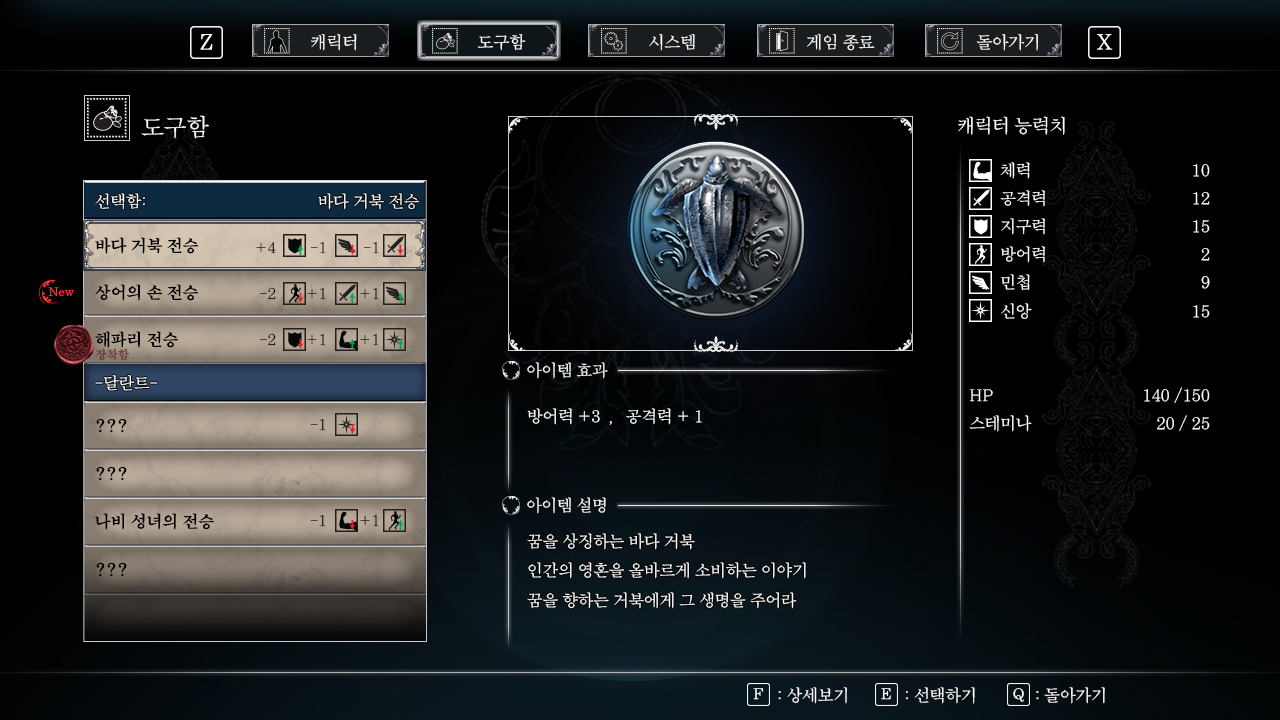 Z 캐릭터 도구함 시스템 게임 종료 돌아가기 X
도구함
선택함: 바다 거북 전승
바다 거북 전승 +4 -1 -1
New
상어의 손 전승 -2 +1 +1
해파리 전승 -2 +1 +1
장착함
-달란트-
??? -1
???
나비 성녀의 전승 -1 +1
???
아이템 효과
방어력 +3 , 공격력 + 1
아이템 설명
꿈을 상징하는 바다 거북
인간의 영혼을 올바르게 소비하는 이야기
꿈을 향하는 거북에게 그 생명을 주어라
캐릭터 능력치
체력 10
공격력 12
지구력 15
방어력 2
민첩 9
신앙 15
HP 140 /150
스테미나 20 / 25
F : 상세보기 E : 선택하기 Q : 돌아가기